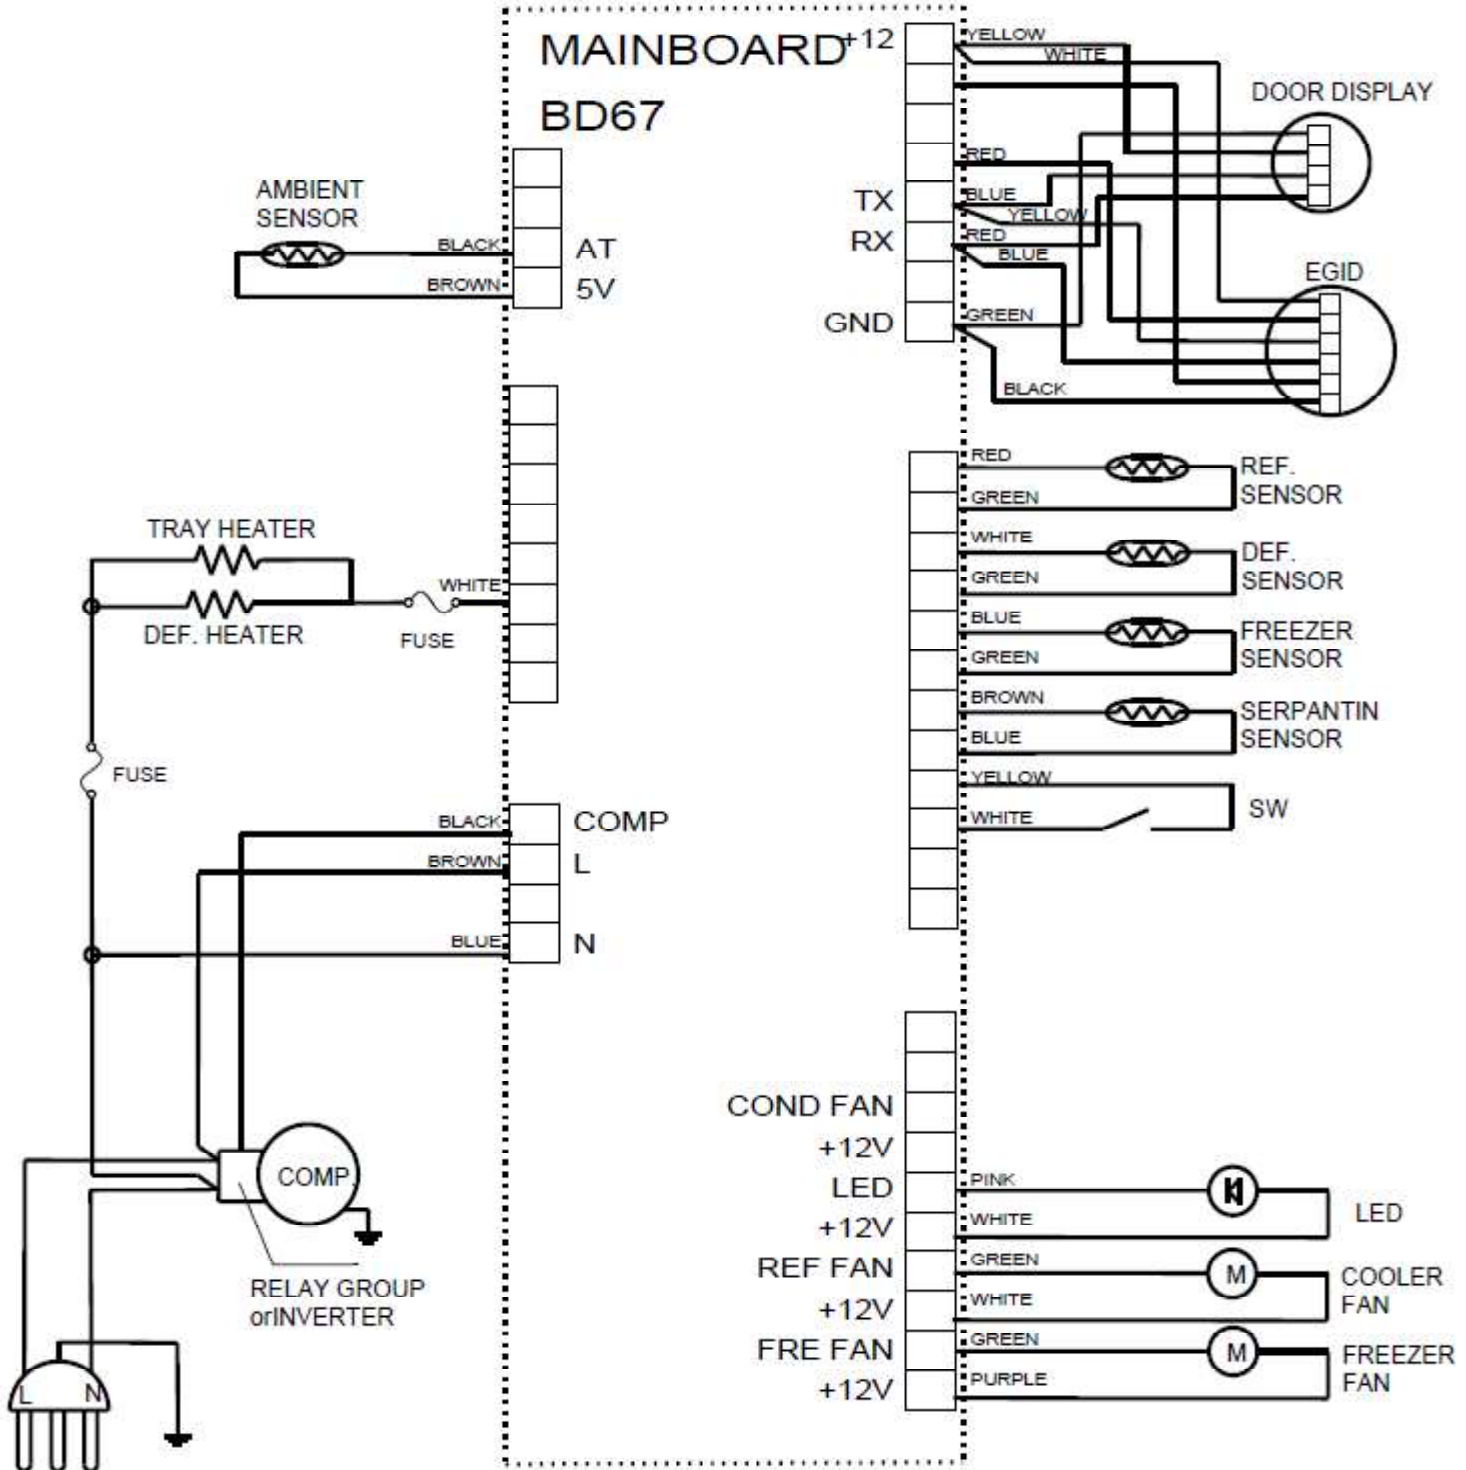 MAINBOARD
BD67
+12
YELLOW
WHITE
DOOR DISPLAY
RED
TX
BLUE
YELLOW
RX
RED
BLUE
EGID
GND
GREEN
BLACK
AMBIENT
SENSOR
BLACK
AT
BROWN
5V
RED
REF.
SENSOR
GREEN
WHITE
DEF.
SENSOR
GREEN
BLUE
FREEZER
SENSOR
GREEN
BROWN
SERPANTIN
SENSOR
BLUE
YELLOW
SW
WHITE
TRAY HEATER
WHITE
DEF. HEATER
FUSE
FUSE
BLACK
COMP
BROWN
L
BLUE
N
COMP.
RELAY GROUP
orINVERTER
L
N
COND FAN
+12V
LED
PINK
+12V
WHITE
LED
REF FAN
GREEN
M
COOLER
FAN
+12V
WHITE
FRE FAN
GREEN
M
FREEZER
FAN
+12V
PURPLE